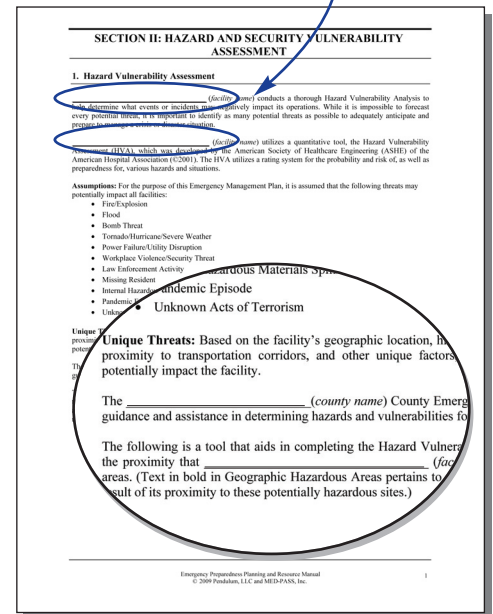 SECTION II: HAZARD AND SECURITY VULNERABILITY
ASSESSMENT
1. Hazard Vulnerability Assessment
(facility name) conducts a thorough Hazard Vulnerability Analysis to
help determine what events or incidents may negatively impact its operations. While it is impossible to forecast
every potential threat, it is important to identify as many potential threats as possible to adequately anticipate and
prepare to manage a crisis or disaster situation.
(facility name) utilizes a quantitative tool, the Hazard Vulnerability
Assessment (HVA), which was developed by the American Society of Healthcare Engineering (ASHE) of the
American Hospital Association (©2001). The HVA utilizes a rating system for the probability and risk of, as well as
preparedness for, various hazards and situations.
Assumptions: For the purpose of this Emergency Management Plan, it is assumed that the following threats may
potentially impact all facilities:
• Fire/Explosion
• Flood
• Bomb Threat
• Tornado/Hurricane/Severe Weather
• Power Failure/Utility Disruption
• Workplace Violence/Security Threat
• Law Enforcement Activity
• Missing Resident
• Internal Hazardo
• Pandemic
• Unkno
Unique T
proxim
poten
Th
Hazardous Materials
Pandemic Episode
• Unknown Acts of Terrorism
Unique Threats: Based on the facility's geographic location,
proximity to transportation corridors, and other unique factors
potentially impact the facility.
The ____________________ (county name) County Emerg
guidance and assistance in determining hazards and vulnerabilities fo
The following is a tool that aids in completing the Hazard Vulnera
the proximity that ____________________ (fac
areas. (Text in bold in Geographic Hazardous Areas pertains to
result of its proximity to these potentially hazardous sites.)
Emergency Preparedness Planning and Resource Manual
© 2009 Pendulum, LLC and MED-PASS, Inc.
1